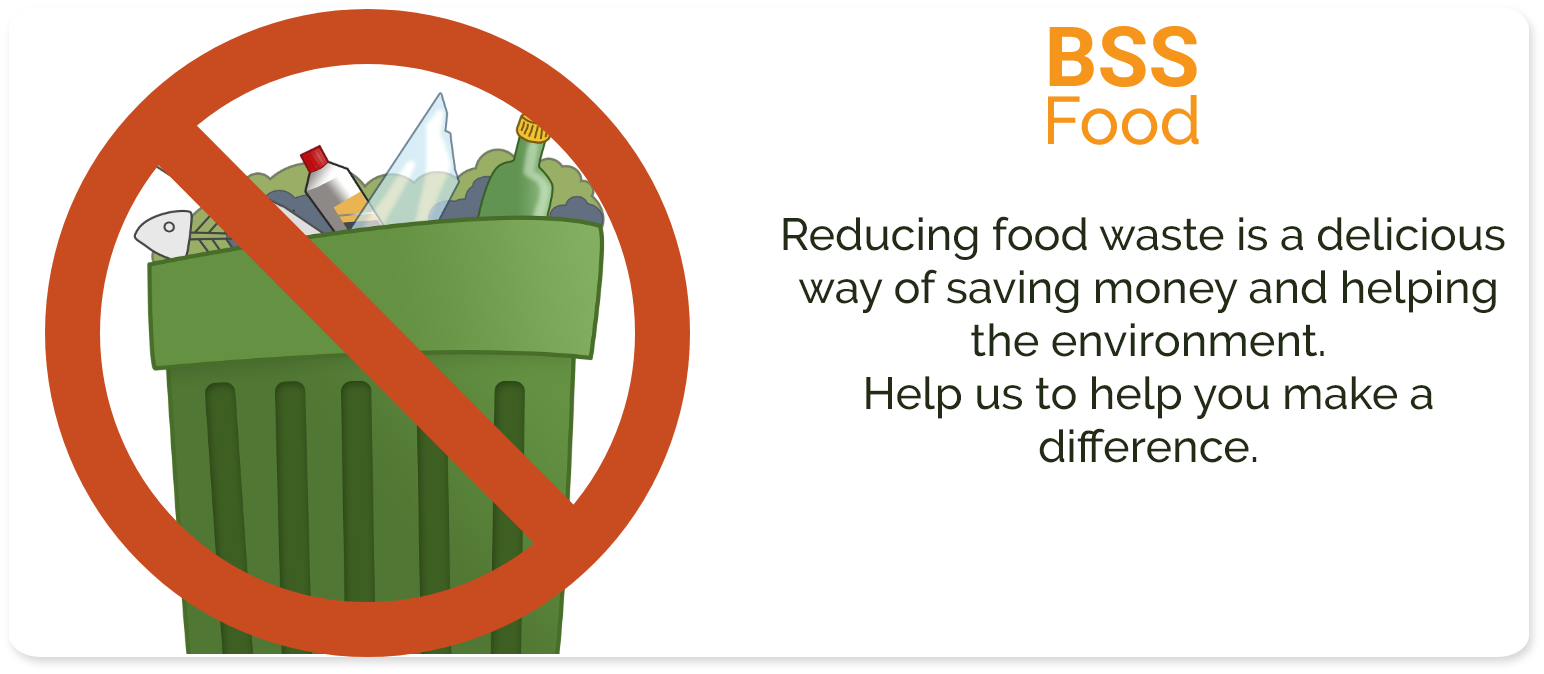 BSS
Food
Reducing food waste is a delicious
way of saving money and helping
the environment.
Help us to help you make a
difference.